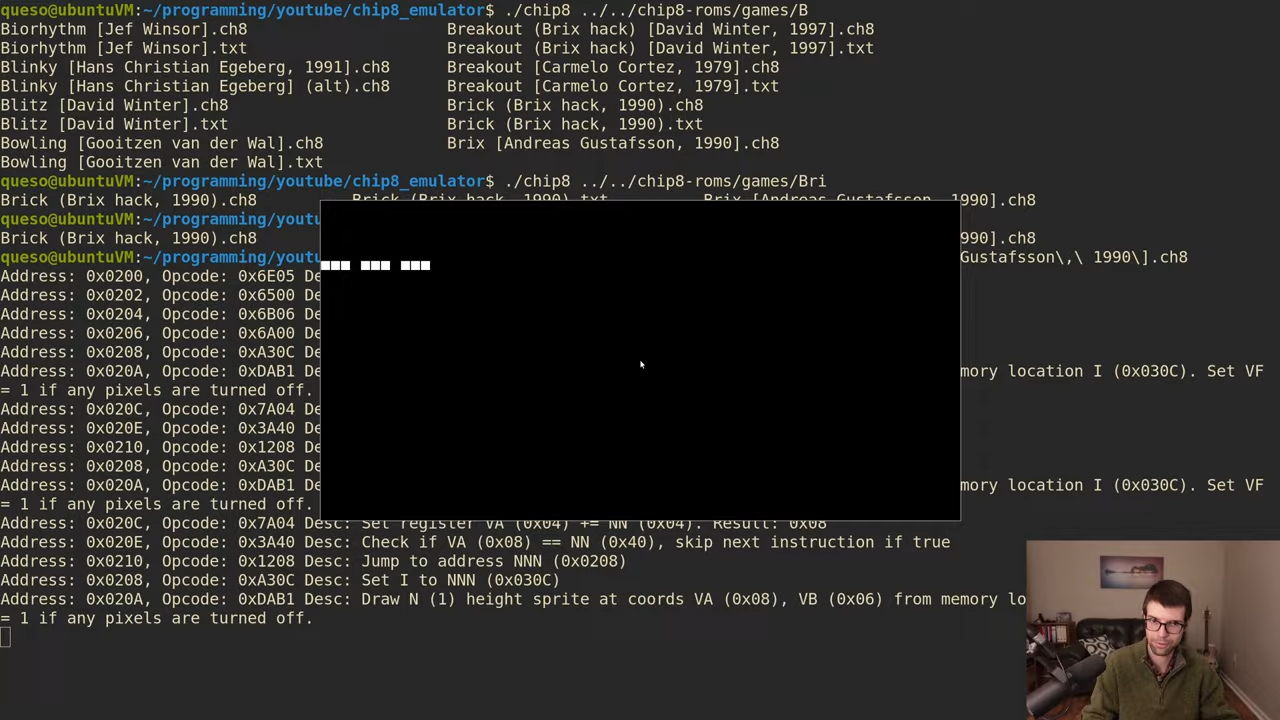 queso@ubuntuVM:~/programming/youtube/chip8_emulator$ ./chip8 ../../chip8-roms/games/B
Biorhythm [Jef Winsor].ch8 Breakout (Brix hack) [David Winter, 1997].ch8
Biorhythm [Jef Winsor].txt Breakout (Brix hack) [David Winter, 1997].txt
Blinky [Hans Christian Egeberg, 1991].ch8 Breakout [Carmelo Cortez, 1979].ch8
Blinky [Hans Christian Egeberg] (alt).ch8 Breakout [Carmelo Cortez, 1979].txt
Blitz [David Winter].ch8 Brick (Brix hack, 1990).ch8
Blitz [David Winter].txt Brick (Brix hack, 1990).txt
Bowling [Gooitzen van der Wal].ch8 Brix [Andreas Gustafsson, 1990].ch8
Bowling [Gooitzen van der Wal].txt
queso@ubuntuVM:~/programming/youtube/chip8_emulator$ ./chip8 ../../chip8-roms/games/Bri
Brick (Brix hack, 1990).ch8 Brick (Brix hack, 1990).txt Brix [Andreas Gustafsson, 1990].ch8
queso@ubuntuVM:~/programming/youtu
Brick (Brix hack, 1990).ch8 990].ch8
queso@ubuntuVM:~/programming/youtu Gustafsson\,\ 1990\].ch8
Address: 0x0200, Opcode: 0x6E05 De
Address: 0x0202, Opcode: 0x6500 De
Address: 0x0204, Opcode: 0x6B06 De
Address: 0x0206, Opcode: 0x6A00 De
Address: 0x0208, Opcode: 0xA30C De
Address: 0x020A, Opcode: 0xDAB1 De mory location I (0x030C). Set VF
= 1 if any pixels are turned off.
Address: 0x020C, Opcode: 0x7A04 De
Address: 0x020E, Opcode: 0x3A40 De
Address: 0x0210, Opcode: 0x1208 De
Address: 0x0208, Opcode: 0xA30C De
Address: 0x020A, Opcode: 0xDAB1 De mory location I (0x030C). Set VF
= 1 if any pixels are turned off.
Address: 0x020C, Opcode: 0x7A04 Desc: Set register VA (0x04) += NN (0x04). Result: 0x08
Address: 0x020E, Opcode: 0x3A40 Desc: Check if VA (0x08) == NN (0x40), skip next instruction if true
Address: 0x0210, Opcode: 0x1208 Desc: Jump to address NNN (0x0208)
Address: 0x0208, Opcode: 0xA30C Desc: Set I to NNN (0x030C)
Address: 0x020A, Opcode: 0xDAB1 Desc: Draw N (1) height sprite at coords VA (0x08), VB (0x06) from memory lo
= 1 if any pixels are turned off.